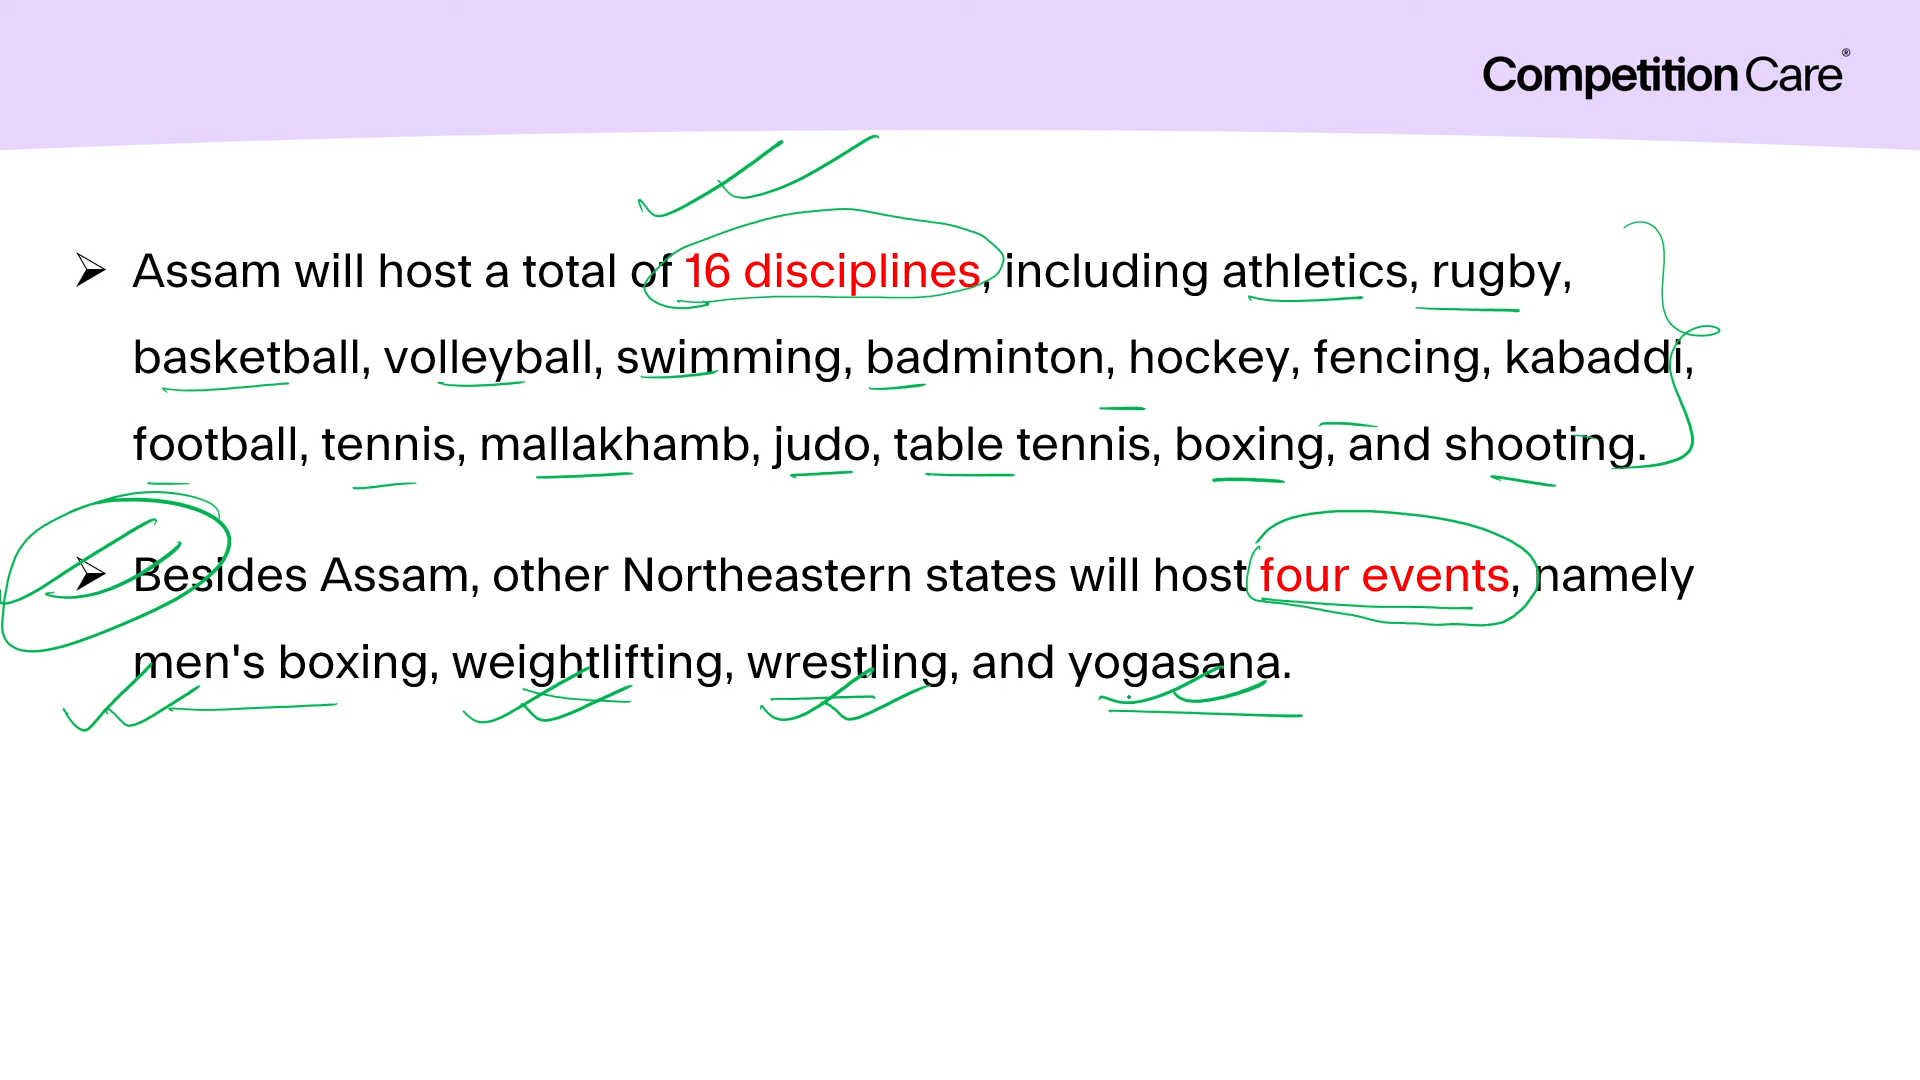 Competition Care®
➢ Assam will host a total of 16 disciplines, including athletics, rugby,
basketball, volleyball, swimming, badminton, hockey, fencing, kabaddi,
football, tennis, mallakhamb, judo, table tennis, boxing, and shooting.
➢ Besides Assam, other Northeastern states will host four events, namely
men's boxing, weightlifting, wrestling, and yogasana.